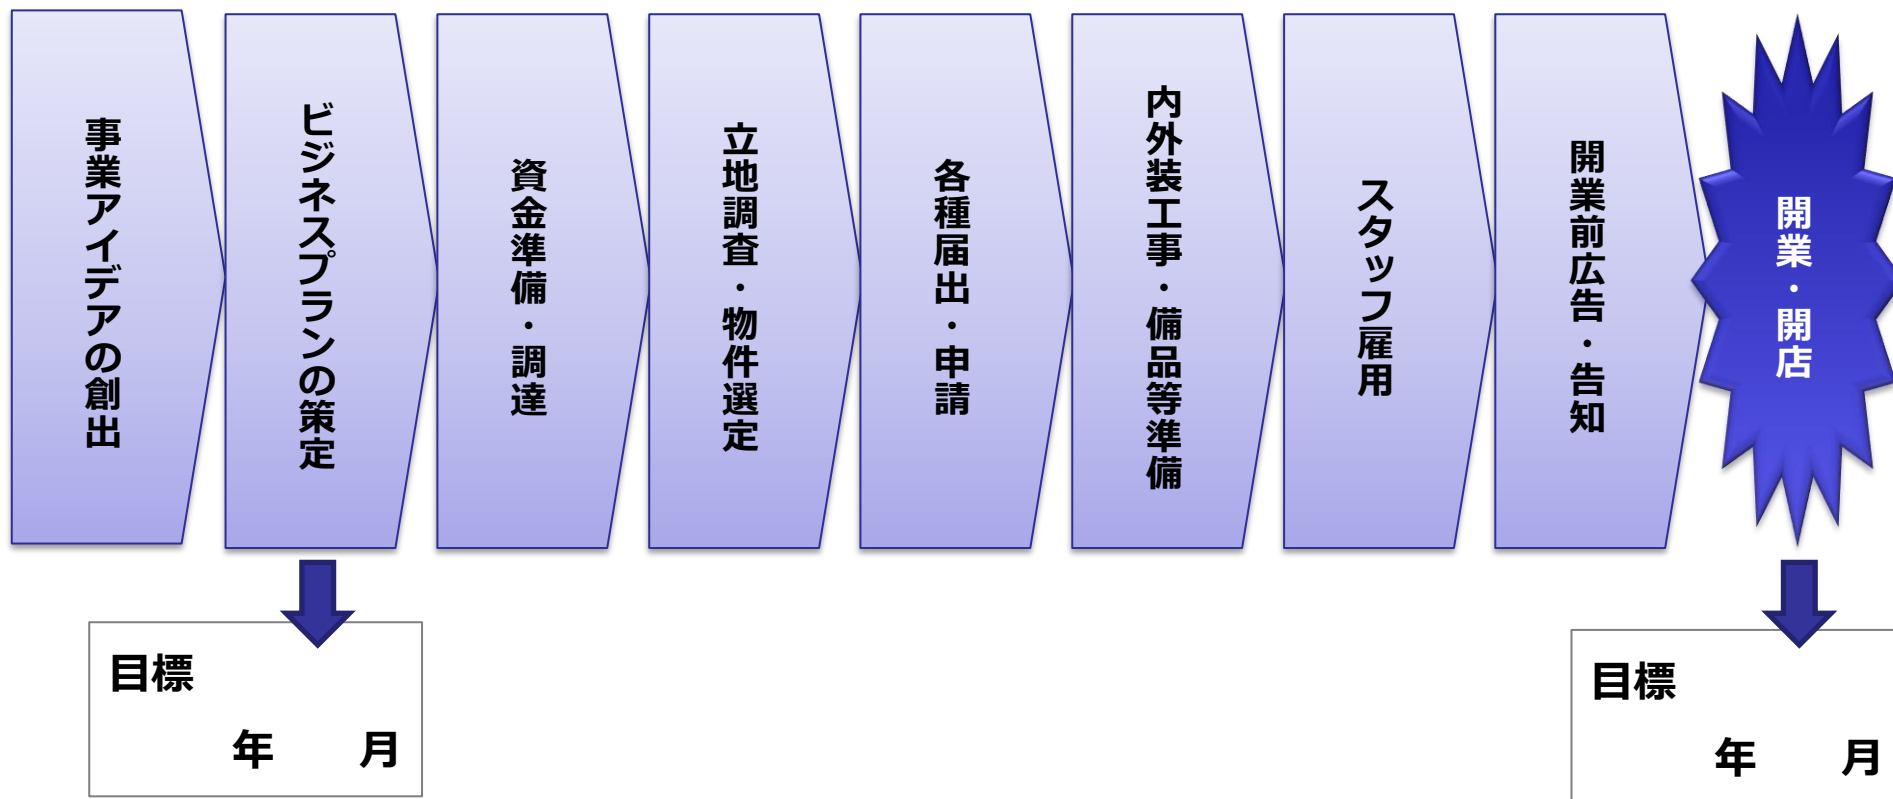 事業アイデアの創出
ビジネスプランの策定
資金準備・調達
立地調査・物件選定
各種届出・申請
内外装工事・備品等準備
スタッフ雇用
開業前広告・告知
開業・開店
目標
年　　月
目標
年　　月